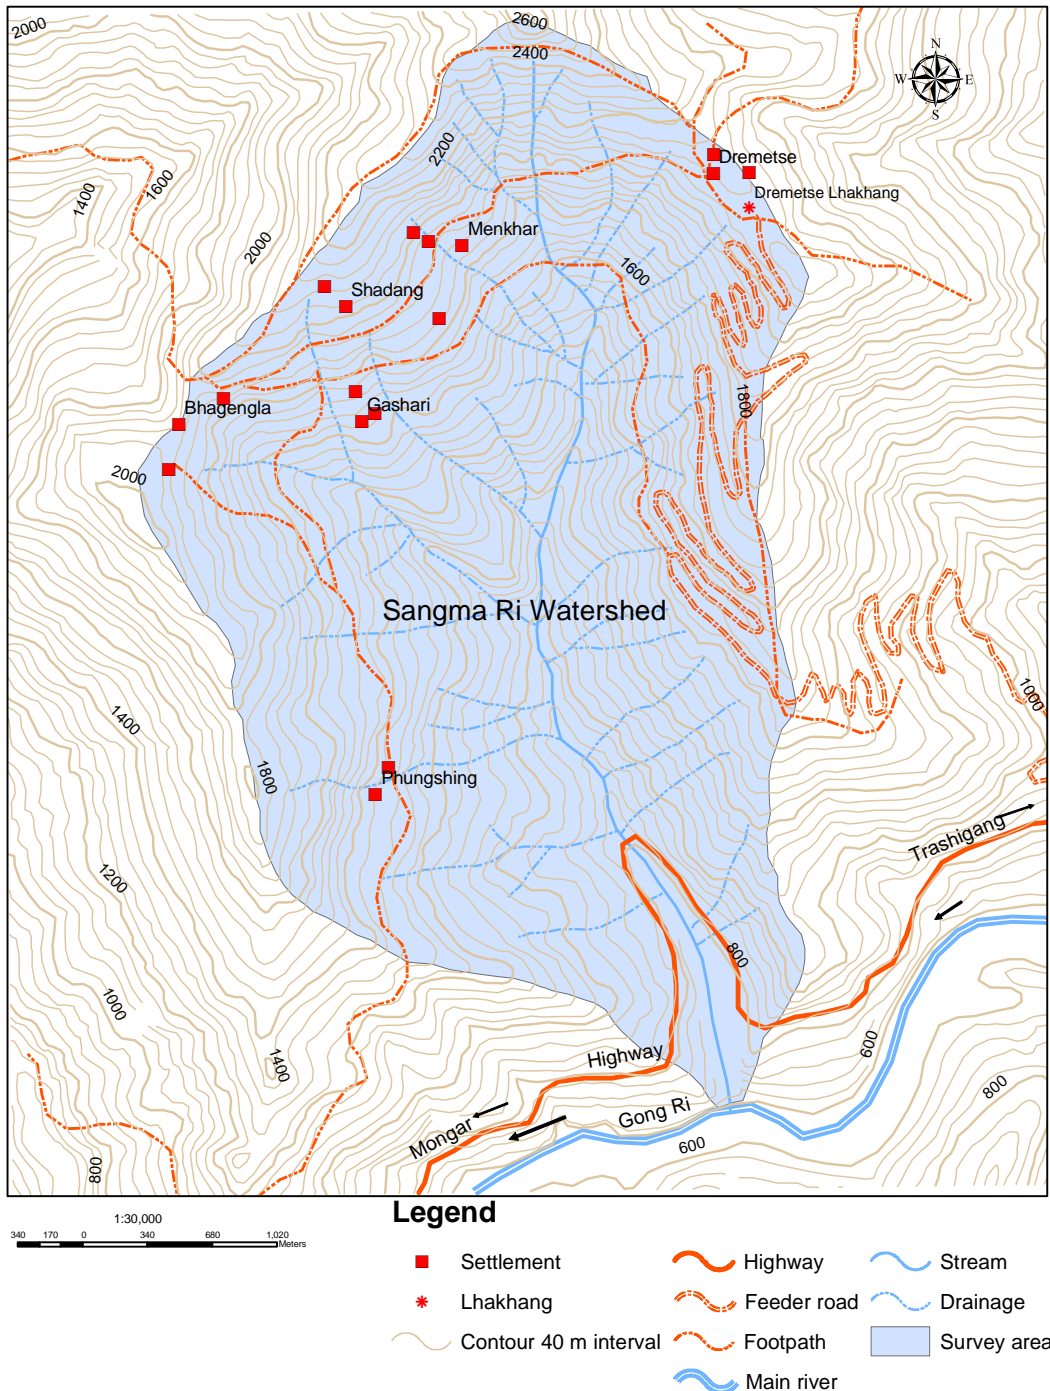 2000
2600
2400
N
W E
S
2200
Dremetse
Dremetse Lhakhang
1400
1600
2000
Menkhar
1600
Shadang
1800
Bhagengla
Gashari
2000
Sangma Ri Watershed
1000
1400
1800
Phungshing
Trashigang
1200
800
1000
600
1400
Highway
800
Gong Ri
Mongar
600
800
Legend
1:30,000
340 170 0 340 680 1,020
Meters
Settlement
Highway
Stream
Lhakhang
Feeder road
Drainage
Contour 40 m interval
Footpath
Survey area
Main river